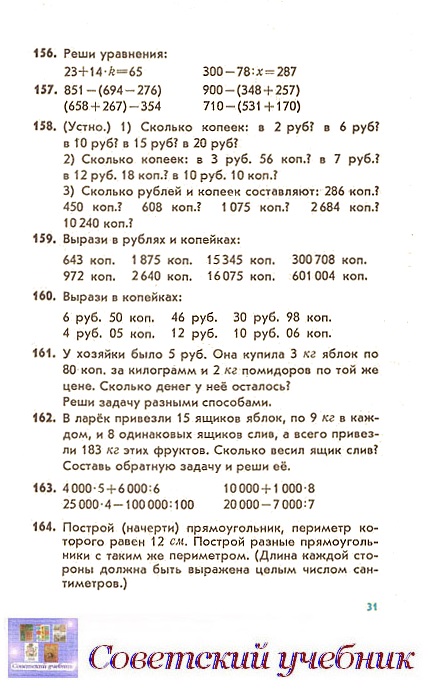 156. Реши уравнения:
23+14·k=65 300−78:x=287
157. 851−(694−276) 900−(348+257)
(658+267)−354 710−(531+170)
158. (Устно.) 1) Сколько копеек: в 2 руб? в 6 руб?
в 10 руб? в 15 руб? в 20 руб?
2) Сколько копеек: в 3 руб. 56 коп.? в 7 руб.?
в 12 руб. 18 коп.? в 10 руб. 10 коп.?
3) Сколько рублей и копеек составляют: 286 коп.?
450 коп.? 608 коп.? 1 075 коп.? 2 684 коп.?
10 240 коп.?
159. Вырази в рублях и копейках:
643 коп. 1 875 коп. 15 345 коп. 300 708 коп.
972 коп. 2 640 коп. 16 075 коп. 601 004 коп.
160. Вырази в копейках:
6 руб. 50 коп. 46 руб. 30 руб. 98 коп.
4 руб. 05 коп. 12 руб. 10 руб. 06 коп.
161. У хозяйки было 5 руб. Она купила 3 кг яблок по
80 коп. за килограмм и 2 кг помидоров по той же
цене. Сколько денег у неё осталось?
Реши задачу разными способами.
162. В ларёк привезли 15 ящиков яблок, по 9 кг в каж-
дом, и 8 одинаковых ящиков слив, а всего привез-
ли 183 кг этих фруктов. Сколько весил ящик слив?
Составь обратную задачу и реши её.
163. 4 000·5+6 000:6 10 000+1 000·8
25 000·4−100 000:100 20 000−7 000:7
164. Построй (начерти) прямоугольник, периметр ко-
торого равен 12 см. Построй разные прямоуголь-
ники с таким же периметром. (Длина каждой сто-
роны должна быть выражена целым числом сан-
тиметров.)
31
Советский учебник
Советский учебник